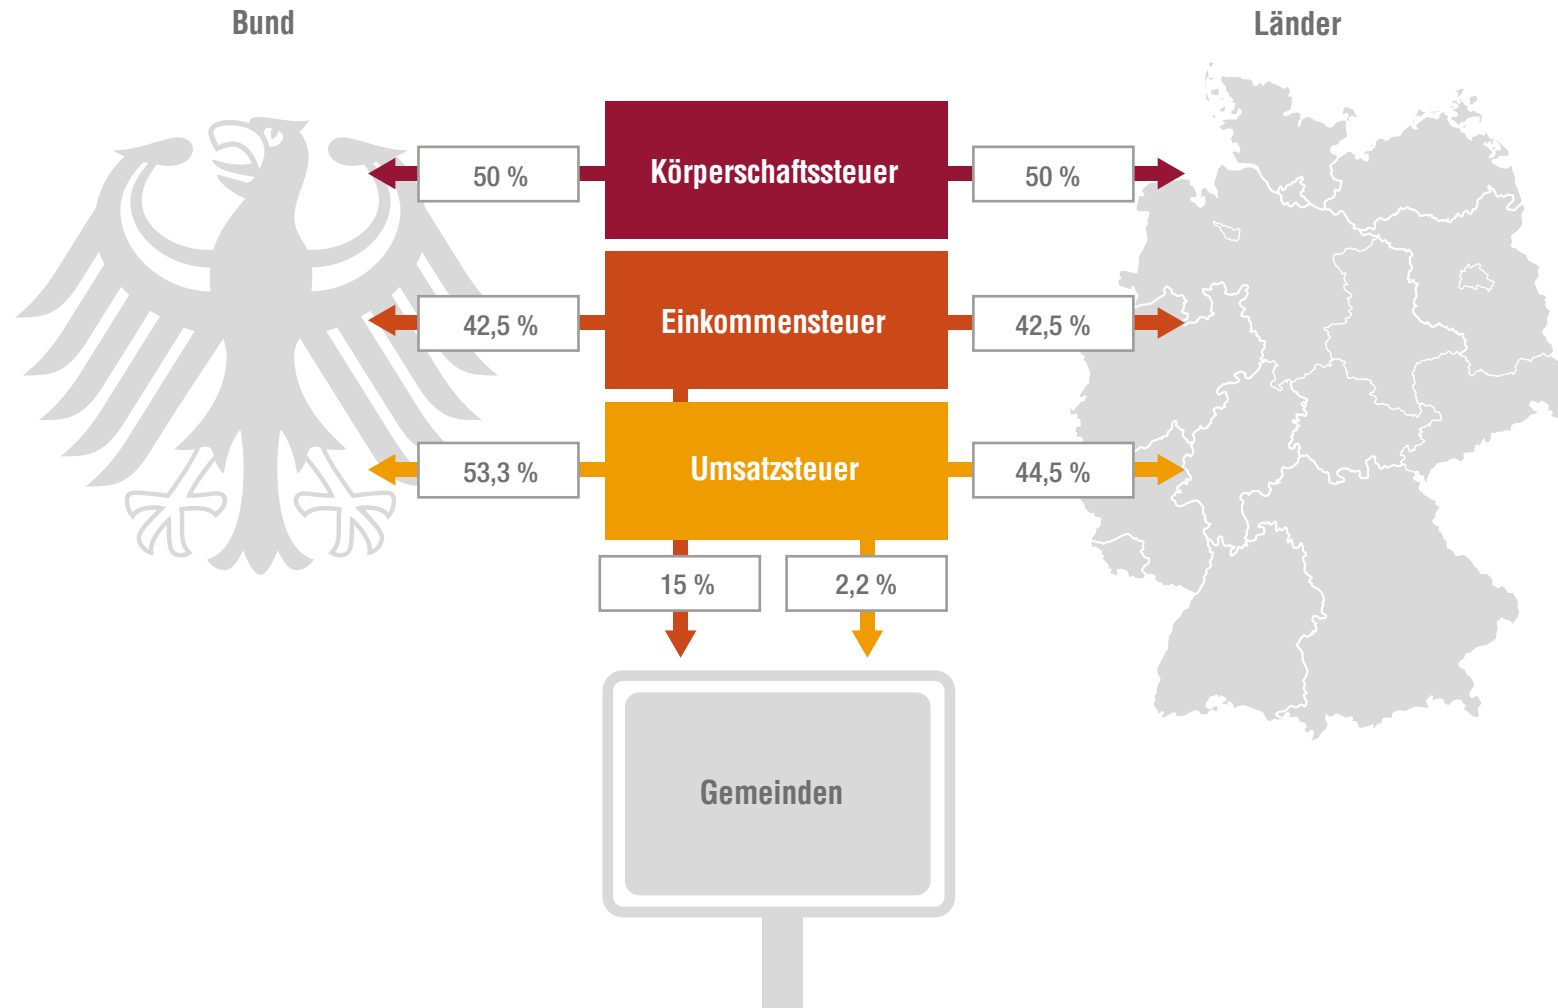 Bund
Länder
50 %
Körperschaftssteuer
50 %
42,5 %
Einkommensteuer
42,5 %
53,3 %
Umsatzsteuer
44,5 %
15 %
2,2 %
Gemeinden